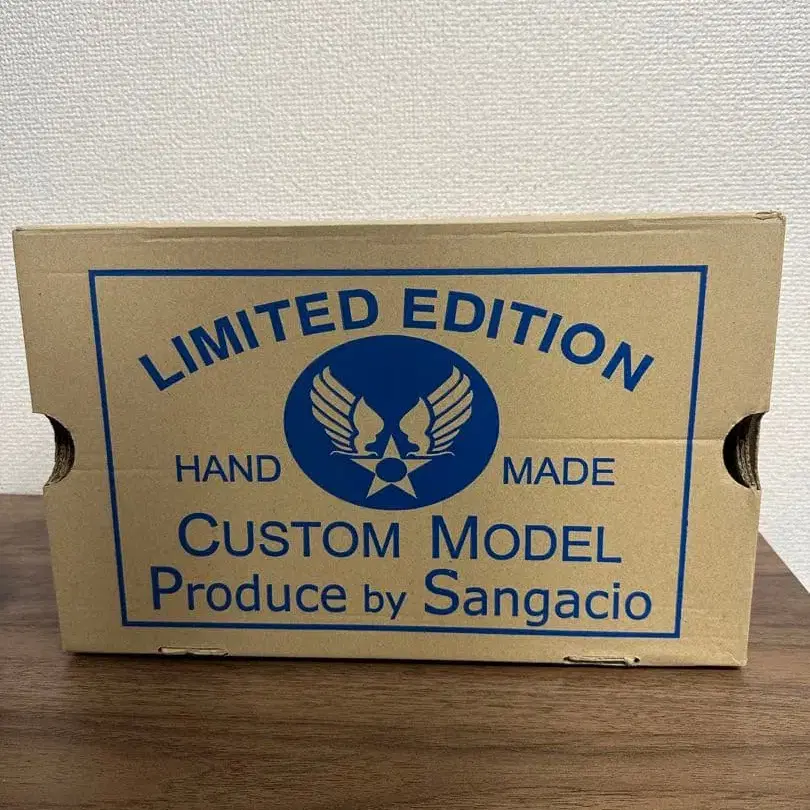 LIMITED EDITION
HAND MADE
CUSTOM MODEL
Produce by Sangacio